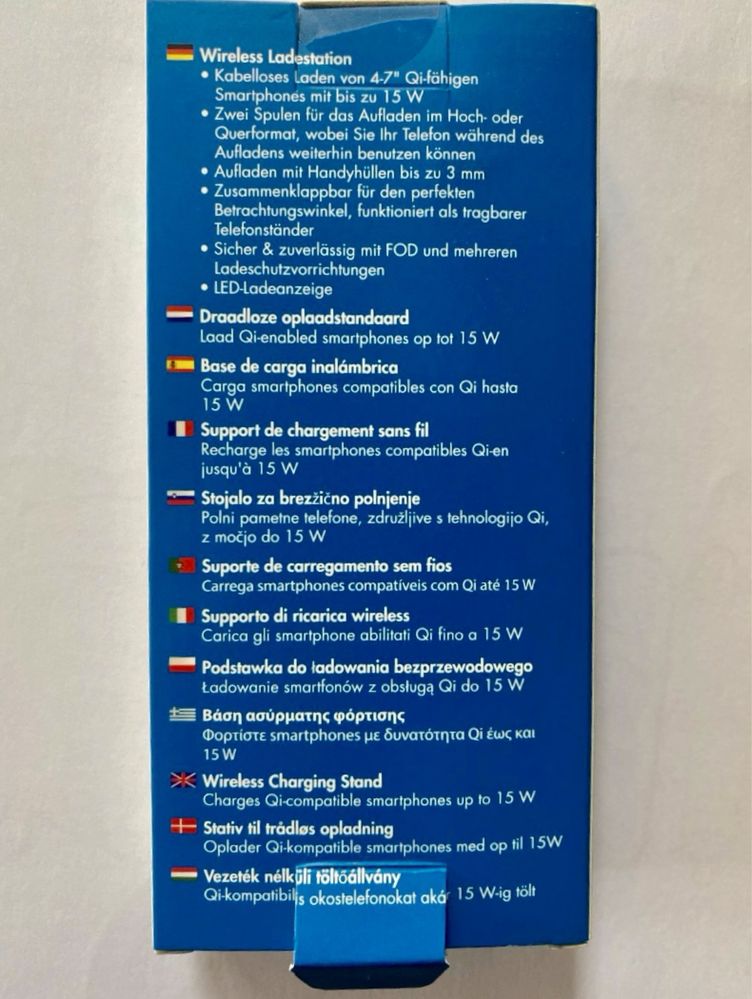 Wireless Ladestation
• Kabelloses Laden von 4-7" Qi-fähigen
Smartphones mit bis zu 15 W
• Zwei Spulen für das Aufladen im Hoch- oder
Querformat, wobei Sie Ihr Telefon während des
Aufladens weiterhin benutzen können
• Aufladen mit Handyhüllen bis zu 3 mm
• Zusammenklappbar für den perfekten
Betrachtungswinkel, funktioniert als tragbarer
Telefonständer
• Sicher & zuverlässig mit FOD und mehreren
Ladeschutzvorrichtungen
• LED-Ladeanzeige
Draadloze oplaadstandaard
Laad Qi-enabled smartphones op tot 15 W
Base de carga inalámbrica
Carga smartphones compatibles con Qi hasta
15 W
Support de chargement sans fil
Recharge les smartphones compatibles Qi-en
jusqu'à 15 W
Stojalo za brezžično polnjenje
Polni pametne telefone, združljive s tehnologijo Qi,
z močjo do 15 W
Suporte de carregamento sem fios
Carrega smartphones compatíveis com Qi até 15 W
Supporto di ricarica wireless
Carica gli smartphone abilitati Qi fino a 15 W
Podstawka do ładowania bezprzewodowego
Ładowanie smartfonów z obsługą Qi do 15 W
Βάση ασύρματης φόρτισης
Φορτίστε smartphones με δυνατότητα Qi έως και
15 W
Wireless Charging Stand
Charges Qi-compatible smartphones up to 15 W
Stativ til trådløs opladning
Oplader Qi-kompatible smartphones med op til 15W
Vezeték nélküli töltőállvány
Qi-kompatibilis okostelefonokat akár 15 W-ig tölt